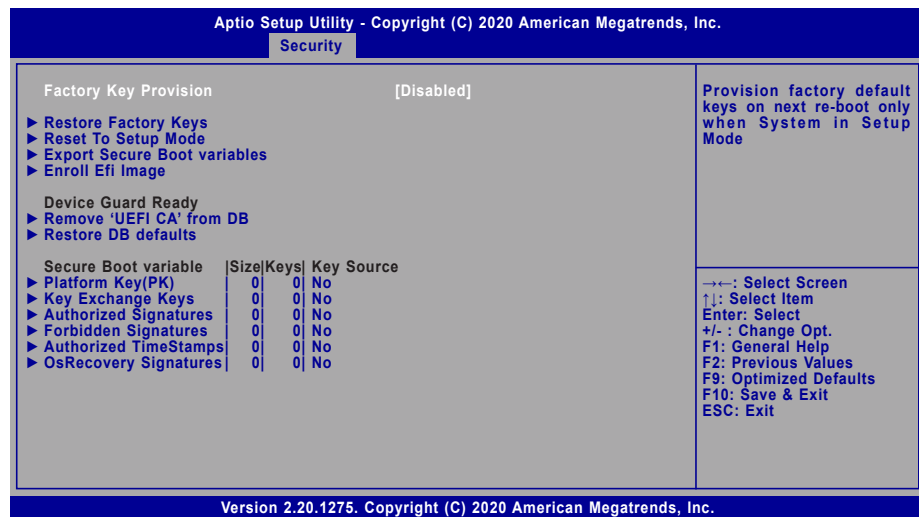 Aptio Setup Utility - Copyright (C) 2020 American Megatrends, Inc.
Security
Factory Key Provision [Disabled]
▶ Restore Factory Keys
▶ Reset To Setup Mode
▶ Export Secure Boot variables
▶ Enroll Efi Image
Device Guard Ready
▶ Remove ‘UEFI CA’ from DB
▶ Restore DB defaults
Secure Boot variable |Size|Keys| Key Source
▶ Platform Key(PK) | 0| 0| No
▶ Key Exchange Keys | 0| 0| No
▶ Authorized Signatures | 0| 0| No
▶ Forbidden Signatures | 0| 0| No
▶ Authorized TimeStamps| 0| 0| No
▶ OsRecovery Signatures| 0| 0| No
Provision factory default
keys on next re-boot only
when System in Setup
Mode
→←: Select Screen
↑↓: Select Item
Enter: Select
+/- : Change Opt.
F1: General Help
F2: Previous Values
F9: Optimized Defaults
F10: Save & Exit
ESC: Exit
Version 2.20.1275. Copyright (C) 2020 American Megatrends, Inc.